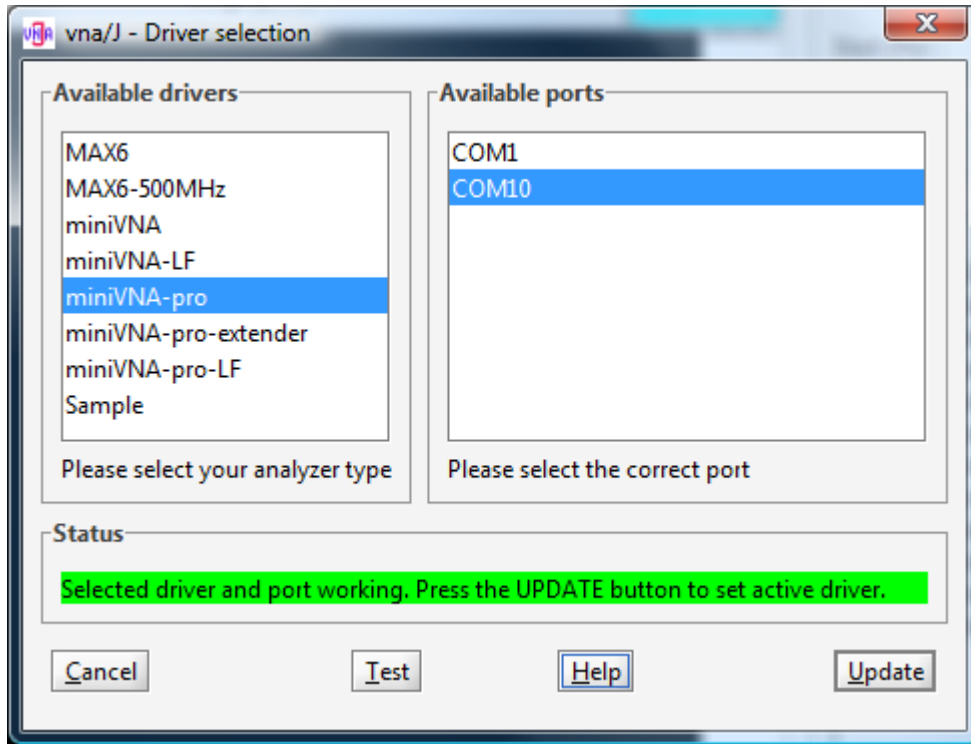 vna/J - Driver selection
Available drivers
MAX6
MAX6-500MHz
miniVNA
miniVNA-LF
miniVNA-pro
miniVNA-pro-extender
miniVNA-pro-LF
Sample
Please select your analyzer type
Available ports
COM1
COM10
Please select the correct port
Status
Selected driver and port working. Press the UPDATE button to set active driver.
Cancel
Test
Help
Update